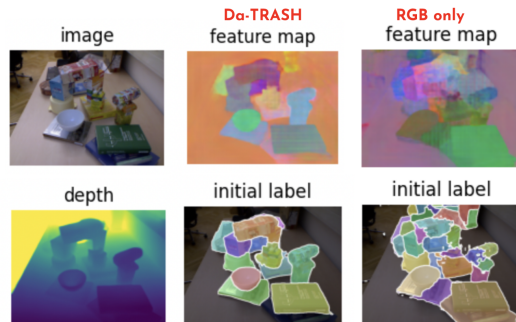 Da-TRASH
RGB only
image
feature map
feature map
depth
initial label
initial label